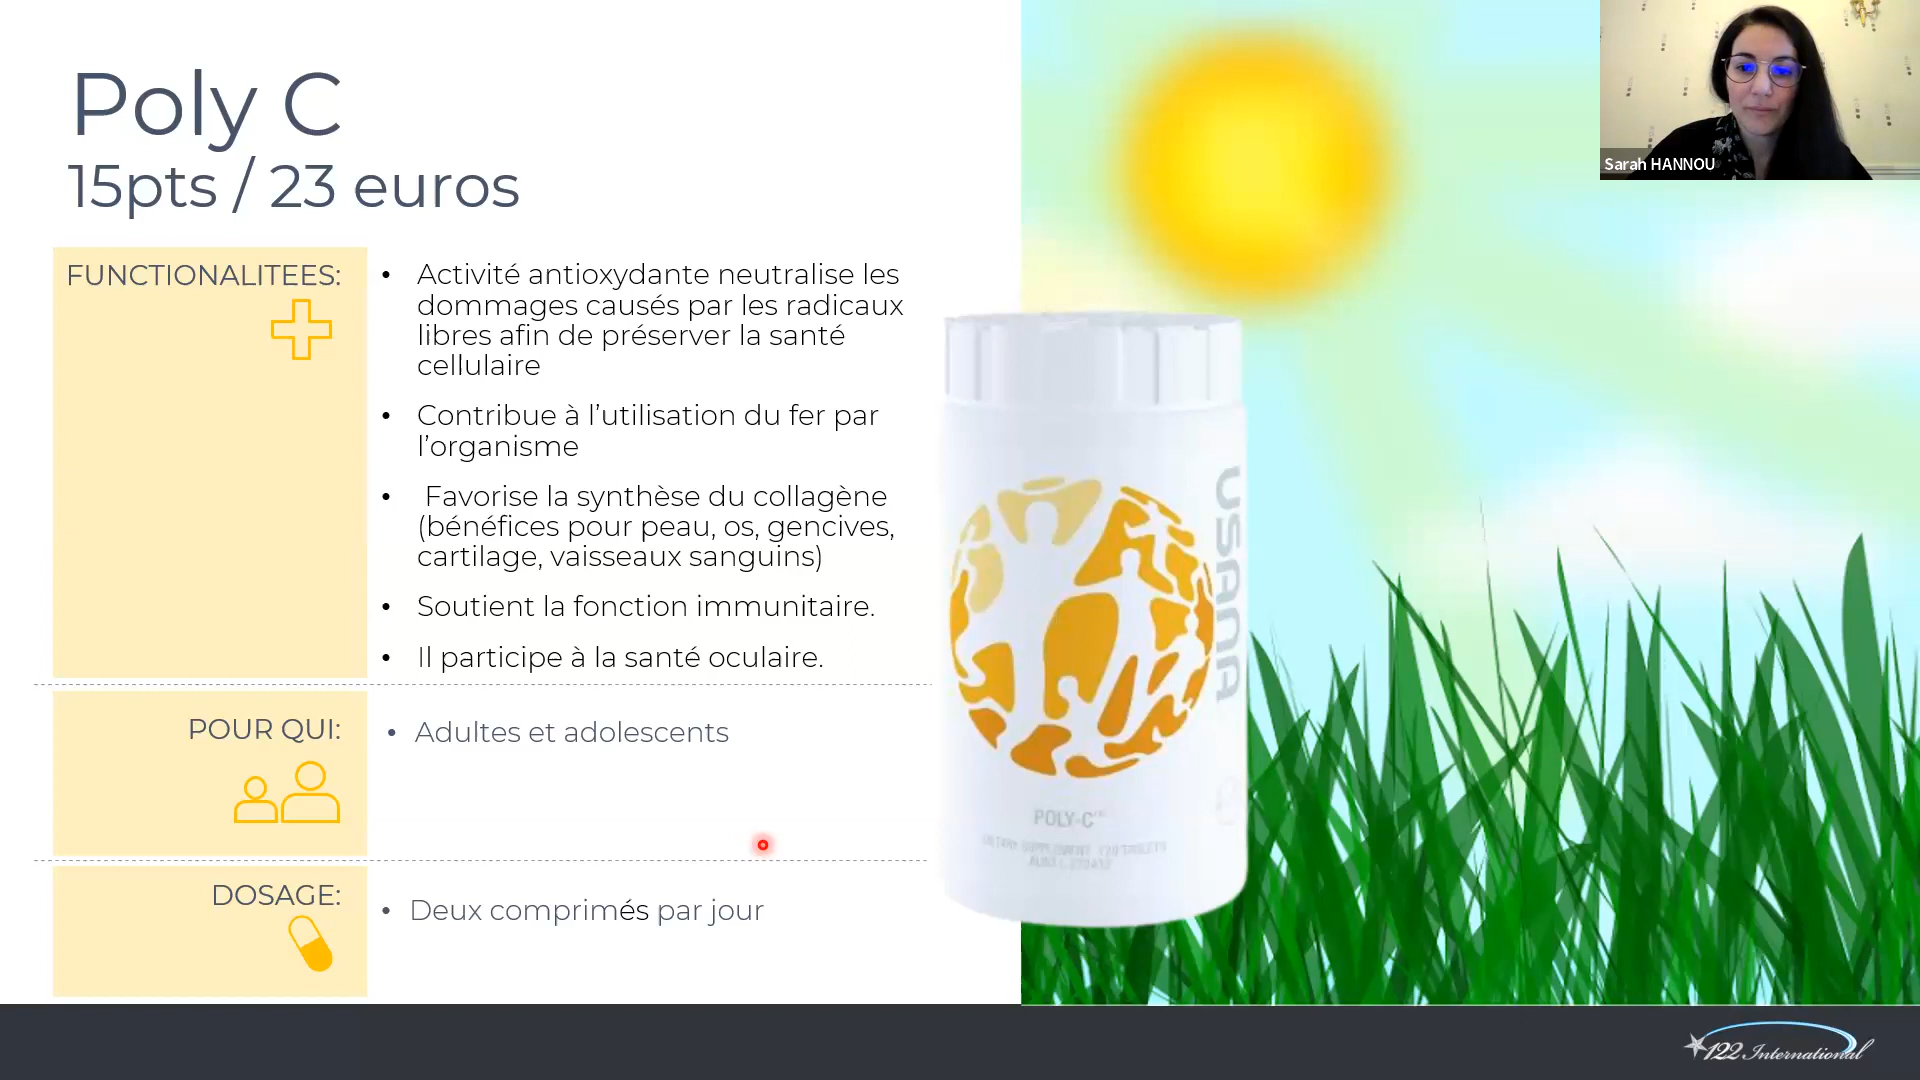 Poly C
15pts / 23 euros
FUNCTIONALITEES:
• Activité antioxydante neutralise les
dommages causés par les radicaux
libres afin de préserver la santé
cellulaire
• Contribue à l’utilisation du fer par
l’organisme
• Favorise la synthèse du collagène
(bénéfices pour peau, os, gencives,
cartilage, vaisseaux sanguins)
• Soutient la fonction immunitaire.
• Il participe à la santé oculaire.
POUR QUI:
• Adultes et adolescents
DOSAGE:
• Deux comprimés par jour
USANA
POLY-C™
Sarah HANNOU
122 International